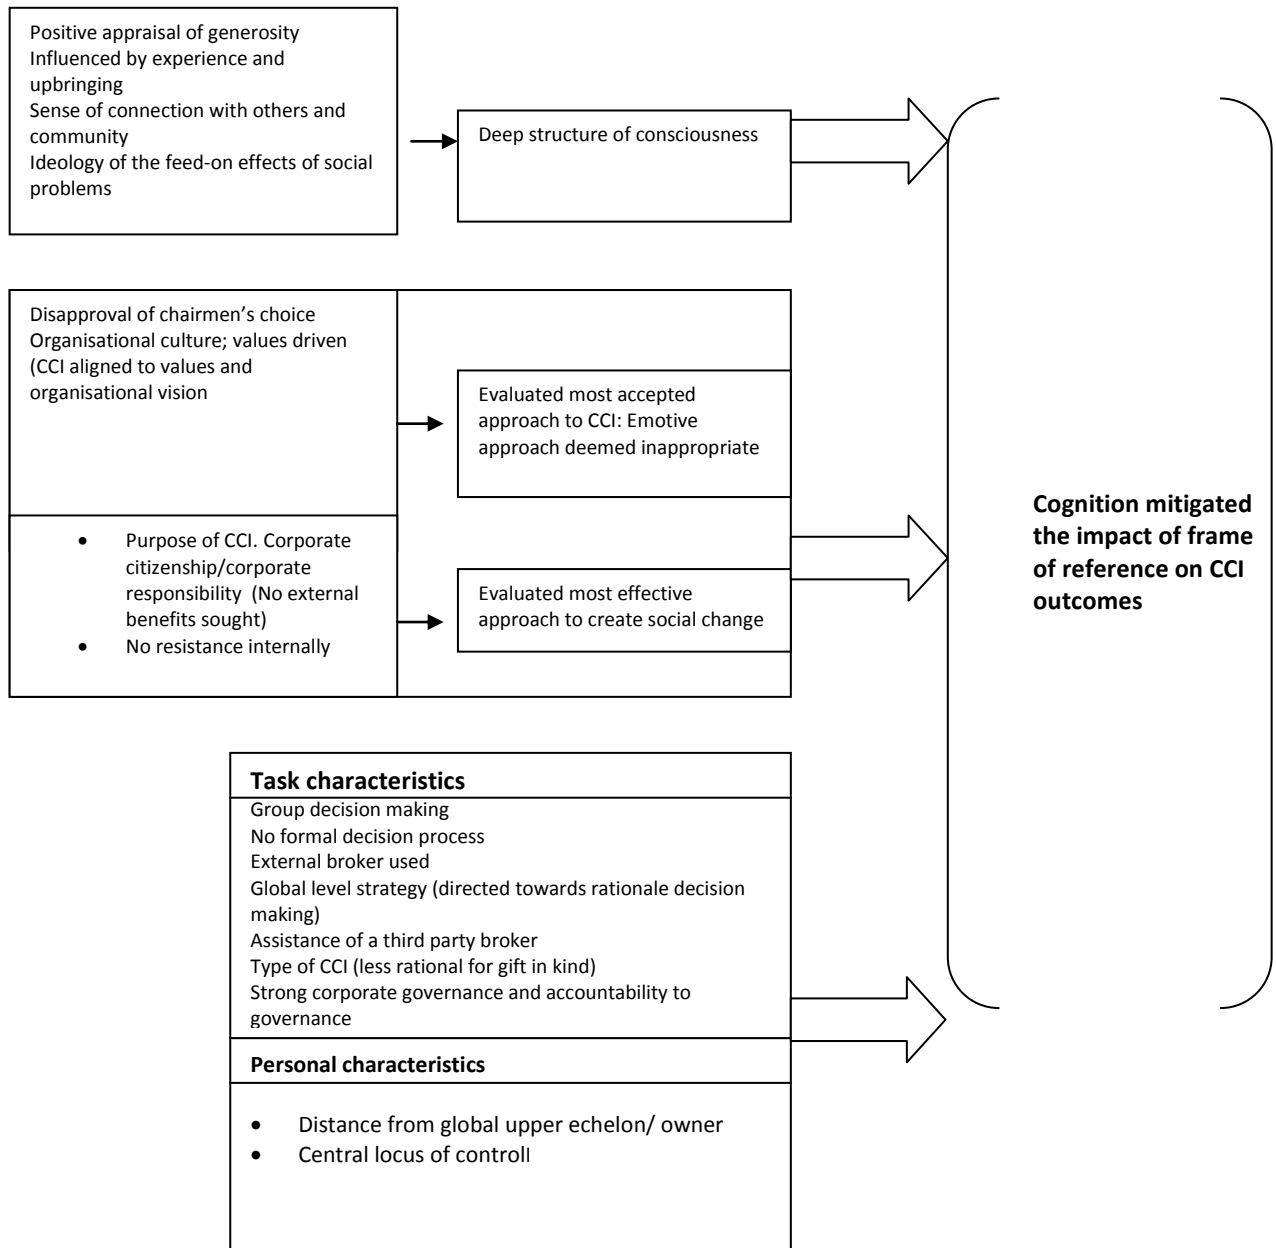 Positive appraisal of generosity
Influenced by experience and
upbringing
Sense of connection with others and
community
Ideology of the feed-on effects of social
problems
Deep structure of consciousness
Disapproval of chairmen’s choice
Organisational culture; values driven
(CCI aligned to values and
organisational vision
Evaluated most accepted
approach to CCI: Emotive
approach deemed inappropriate
• Purpose of CCI. Corporate
citizenship/corporate
responsibility (No external
benefits sought)
• No resistance internally
Evaluated most effective
approach to create social change
Cognition mitigated
the impact of frame
of reference on CCI
outcomes
Task characteristics
Group decision making
No formal decision process
External broker used
Global level strategy (directed towards rationale decision
making)
Assistance of a third party broker
Type of CCI (less rational for gift in kind)
Strong corporate governance and accountability to
governance
Personal characteristics
• Distance from global upper echelon/ owner
• Central locus of controll